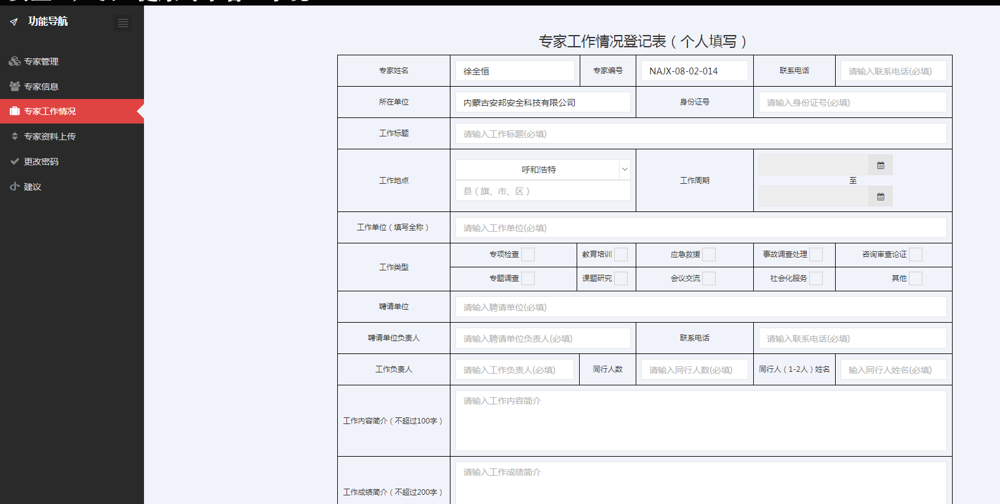 功能导航
专家管理
专家信息
专家工作情况
专家资料上传
更改密码
建议
专家工作情况登记表（个人填写）
专家姓名 徐全恒 专家编号 NAJX-08-02-014 联系电话 请输入联系电话(必填)
所在单位 内蒙古安邦安全科技有限公司 身份证号 请输入身份证号(必填)
工作标题 请输入工作标题(必填)
工作地点 呼和浩特 工作周期 至
县（旗、市、区）
工作单位（填写全称） 请输入工作单位(必填)
工作类型 专项检查 教育培训 应急救援 事故调查处理 咨询审查论证
专题调查 课题研究 会议交流 社会化服务 其他
聘请单位 请输入聘请单位(必填)
聘请单位负责人 请输入聘请单位负责人(必填) 联系电话 请输入联系电话(必填)
工作负责人 请输入工作负责人(必填) 同行人数 请输入同行人数(必填) 同行人（1-2人）姓名 输入同行人姓名(必填)
工作内容简介（不超过100字） 请输入工作内容简介
工作成绩简介（不超过200字） 请输入工作成绩简介